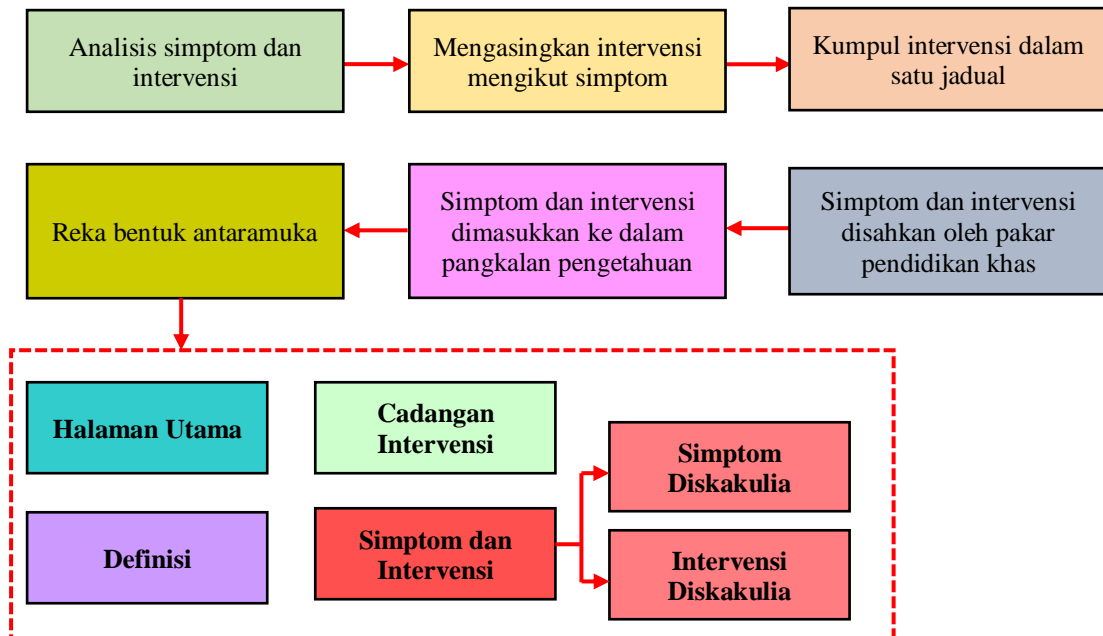 Analisis simptom dan
intervensi
Mengasingkan intervensi
mengikut simptom
Kumpul intervensi dalam
satu jadual
Reka bentuk antaramuka
Simptom dan intervensi
dimasukkan ke dalam
pangkalan pengetahuan
Simptom dan intervensi
disahkan oleh pakar
pendidikan khas
Halaman Utama
Cadangan
Intervensi
Simptom
Diskakulia
Definisi
Simptom dan
Intervensi
Intervensi
Diskakulia